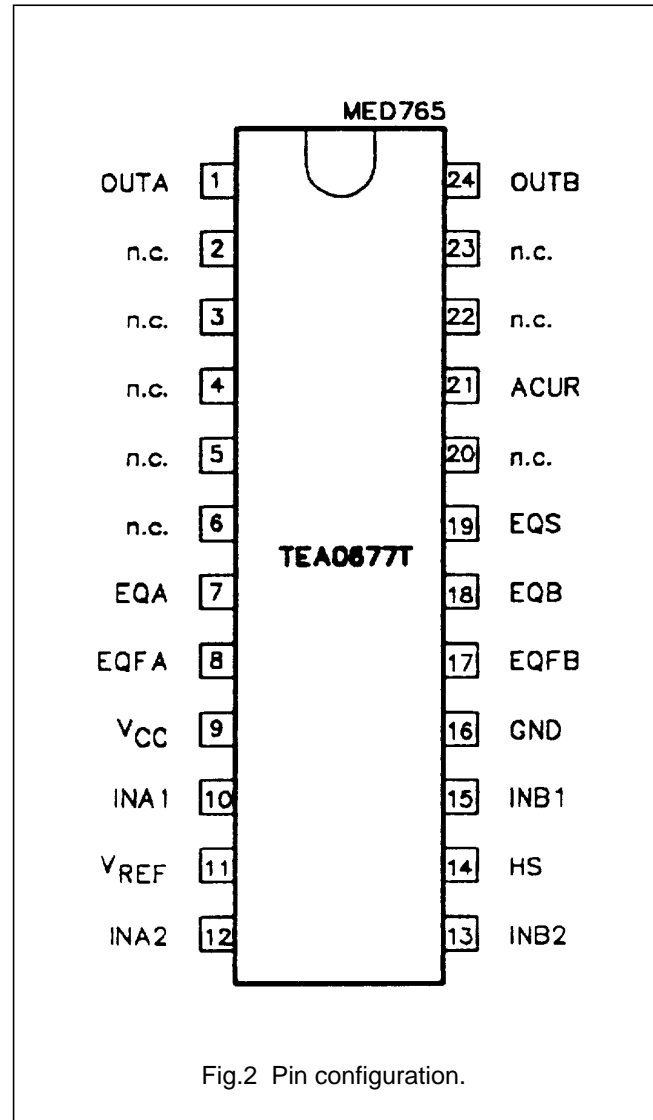 MED765
OUTA 1 24 OUTB
n.c. 2 23 n.c.
n.c. 3 22 n.c.
n.c. 4 21 ACUR
n.c. 5 20 n.c.
n.c. 6 19 EQS
TEA0677T
EQA 7 18 EQB
EQFA 8 17 EQFB
VCC 9 16 GND
INA1 10 15 INB1
VREF 11 14 HS
INA2 12 13 INB2
Fig.2 Pin configuration.